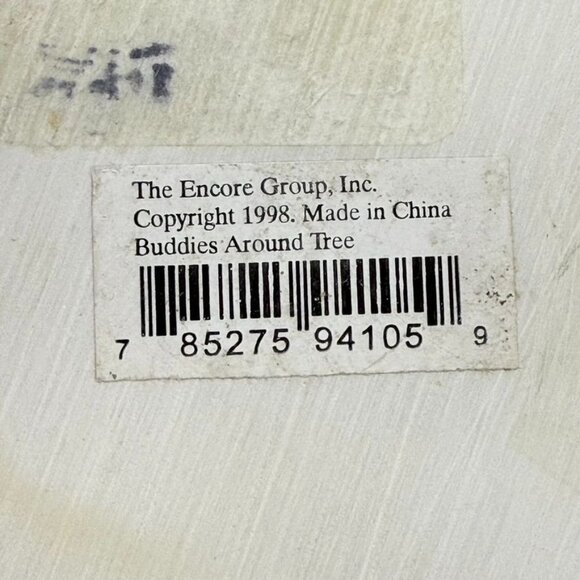 The Encore Group, Inc.
Copyright 1998. Made in China
Buddies Around Tree
7 85275 94105 9